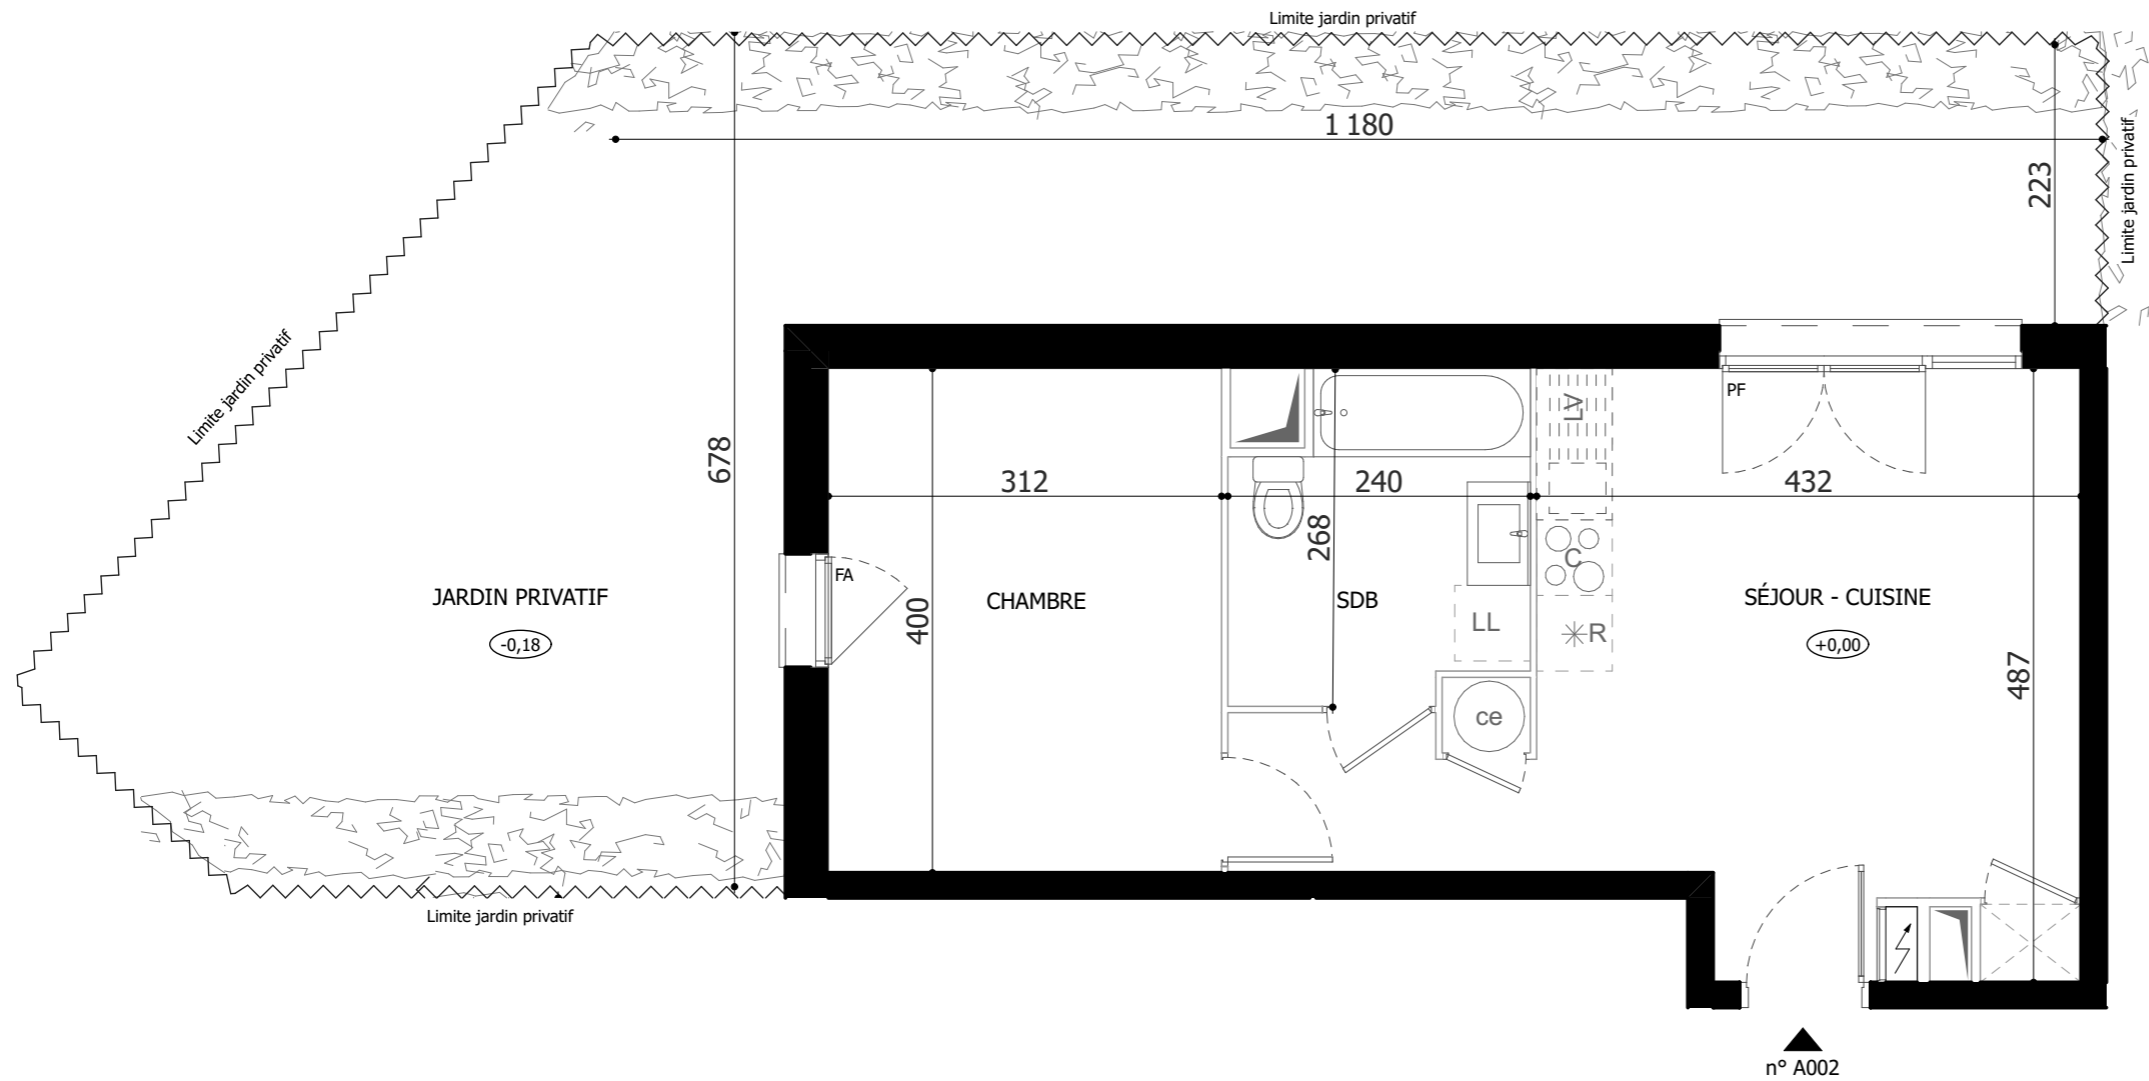 Limite jardin privatif
1 180
223
Limite jardin privatif
Limite jardin privatif
678
PF
LV
312
240
432
268
C
FA
JARDIN PRIVATIF
-0,18
400
CHAMBRE
SDB
LL
R
SÉJOUR - CUISINE
+0,00
487
ce
Limite jardin privatif
n° A002